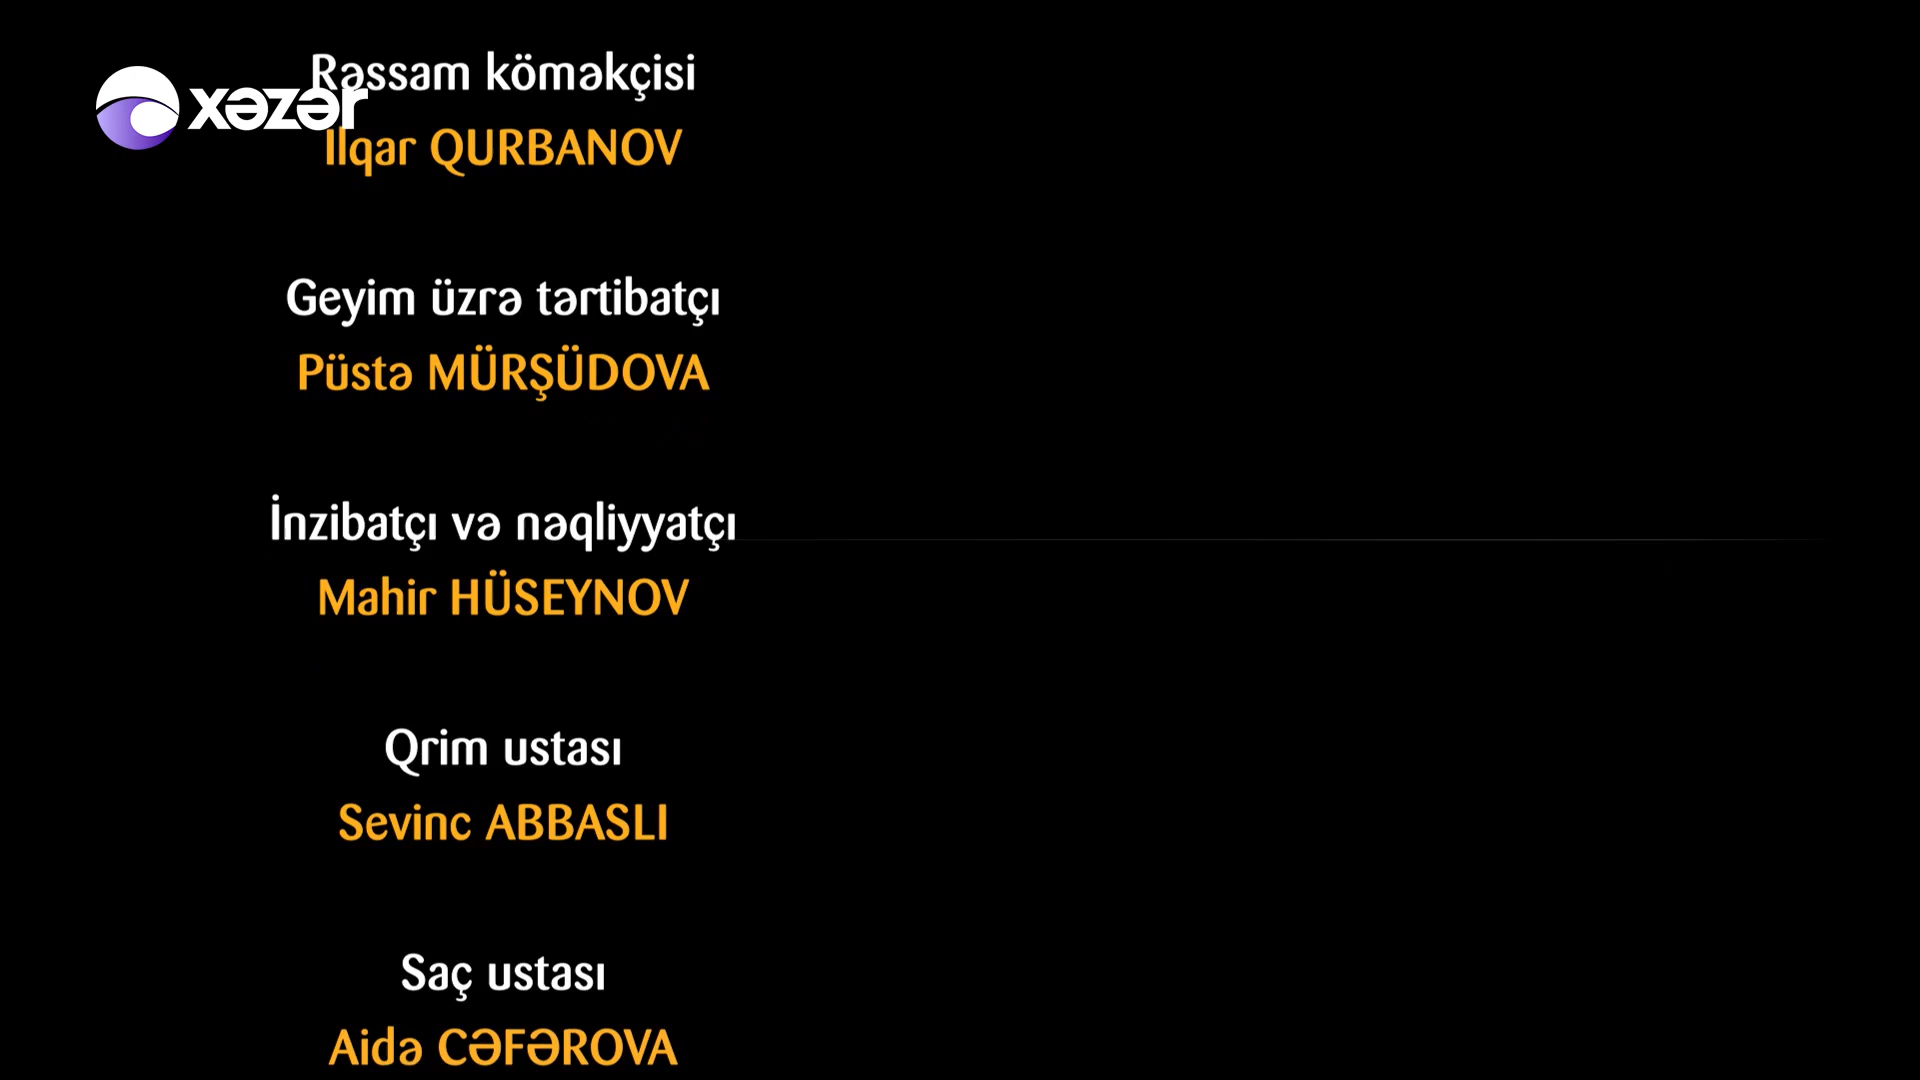 Rəssam köməkçisi
xəzər
İlqar QURBANOV
Geyim üzrə tərtibatçı
Püstə MÜRŞÜDOVA
İnzibatçı və nəqliyyatçı
Mahir HÜSEYNOV
Qrim ustası
Sevinc ABBASLI
Saç ustası
Aidə CƏFƏROVA